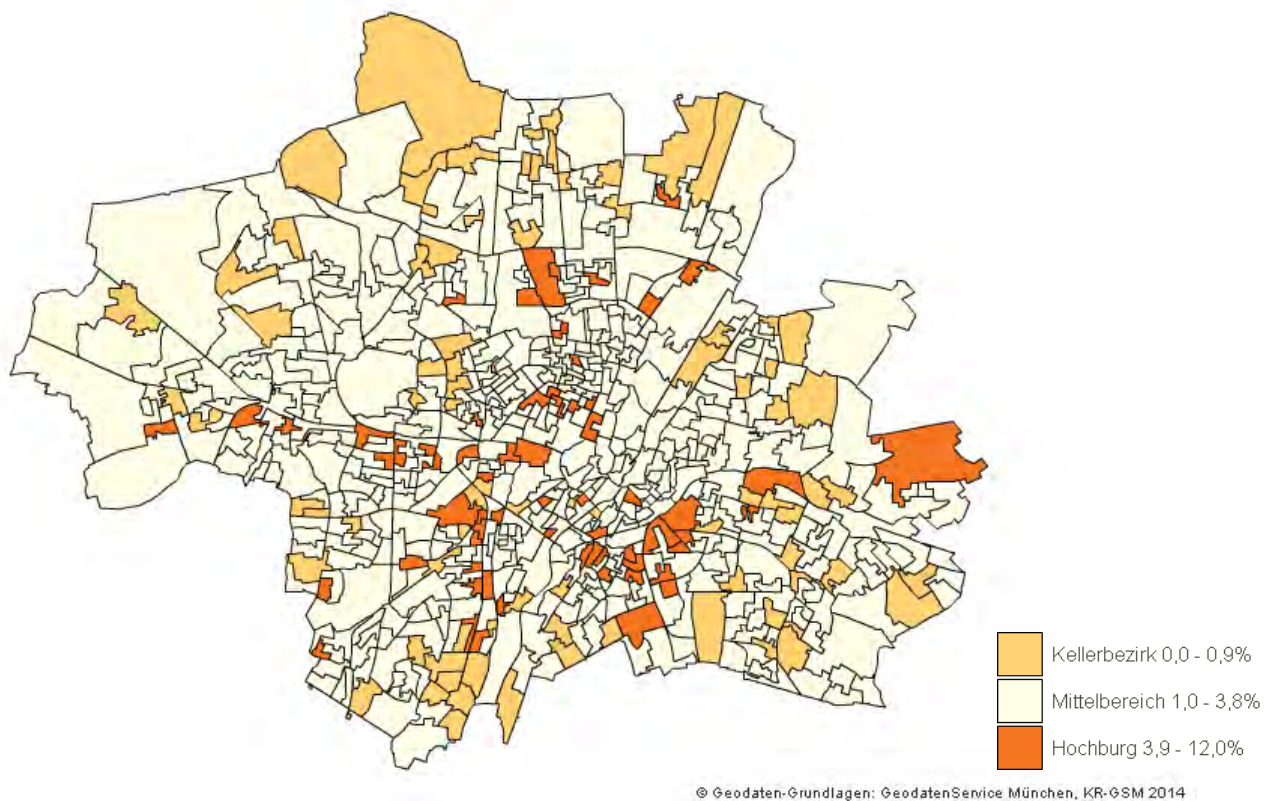 Kellerbezirk 0,0 - 0,9%
Mittelbereich 1,0 - 3,8%
Hochburg 3,9 - 12,0%
© Geodaten-Grundlagen: GeodatenService München, KR-GSM 2014